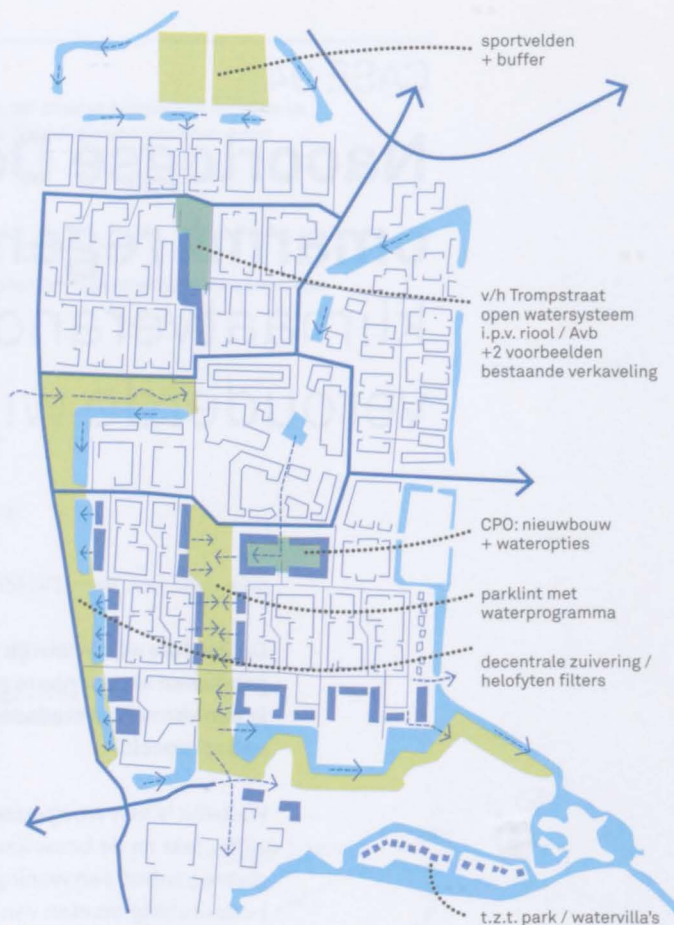 sportvelden
+ buffer
v/h Trompstraat
open watersysteem
i.p.v. riool / Avb
+2 voorbeelden
bestaande verkaveling
CPO: nieuwbouw
+ wateropties
parklint met
waterprogramma
decentrale zuivering /
helofyten filters
t.z.t. park / watervilla's